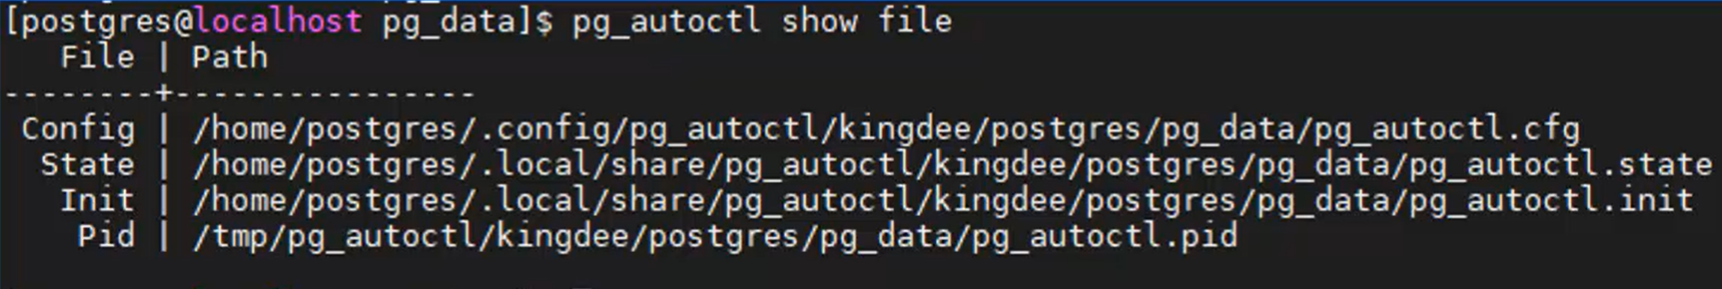 [postgres@localhost pg_data]$ pg_autoctl show file
   File | Path
--------+----------------
 Config | /home/postgres/.config/pg_autoctl/kingdee/postgres/pg_data/pg_autoctl.cfg
  State | /home/postgres/.local/share/pg_autoctl/kingdee/postgres/pg_data/pg_autoctl.state
   Init | /home/postgres/.local/share/pg_autoctl/kingdee/postgres/pg_data/pg_autoctl.init
    Pid | /tmp/pg_autoctl/kingdee/postgres/pg_data/pg_autoctl.pid